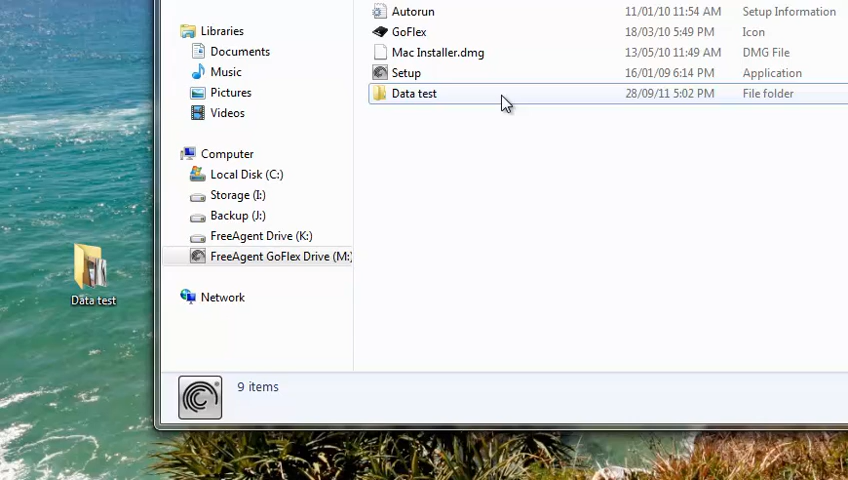 Autorun 11/01/10 11:54 AM Setup Information
Libraries
GoFlex 18/03/10 5:49 PM Icon
Documents
Mac Installer.dmg 13/05/10 11:49 AM DMG File
Music
Setup 16/01/09 6:14 PM Application
Pictures
Data test 28/09/11 5:02 PM File folder
Videos
Computer
Local Disk (C:)
Storage (I:)
Backup (J:)
FreeAgent Drive (K:)
FreeAgent GoFlex Drive (M:)
Data test
Network
9 items